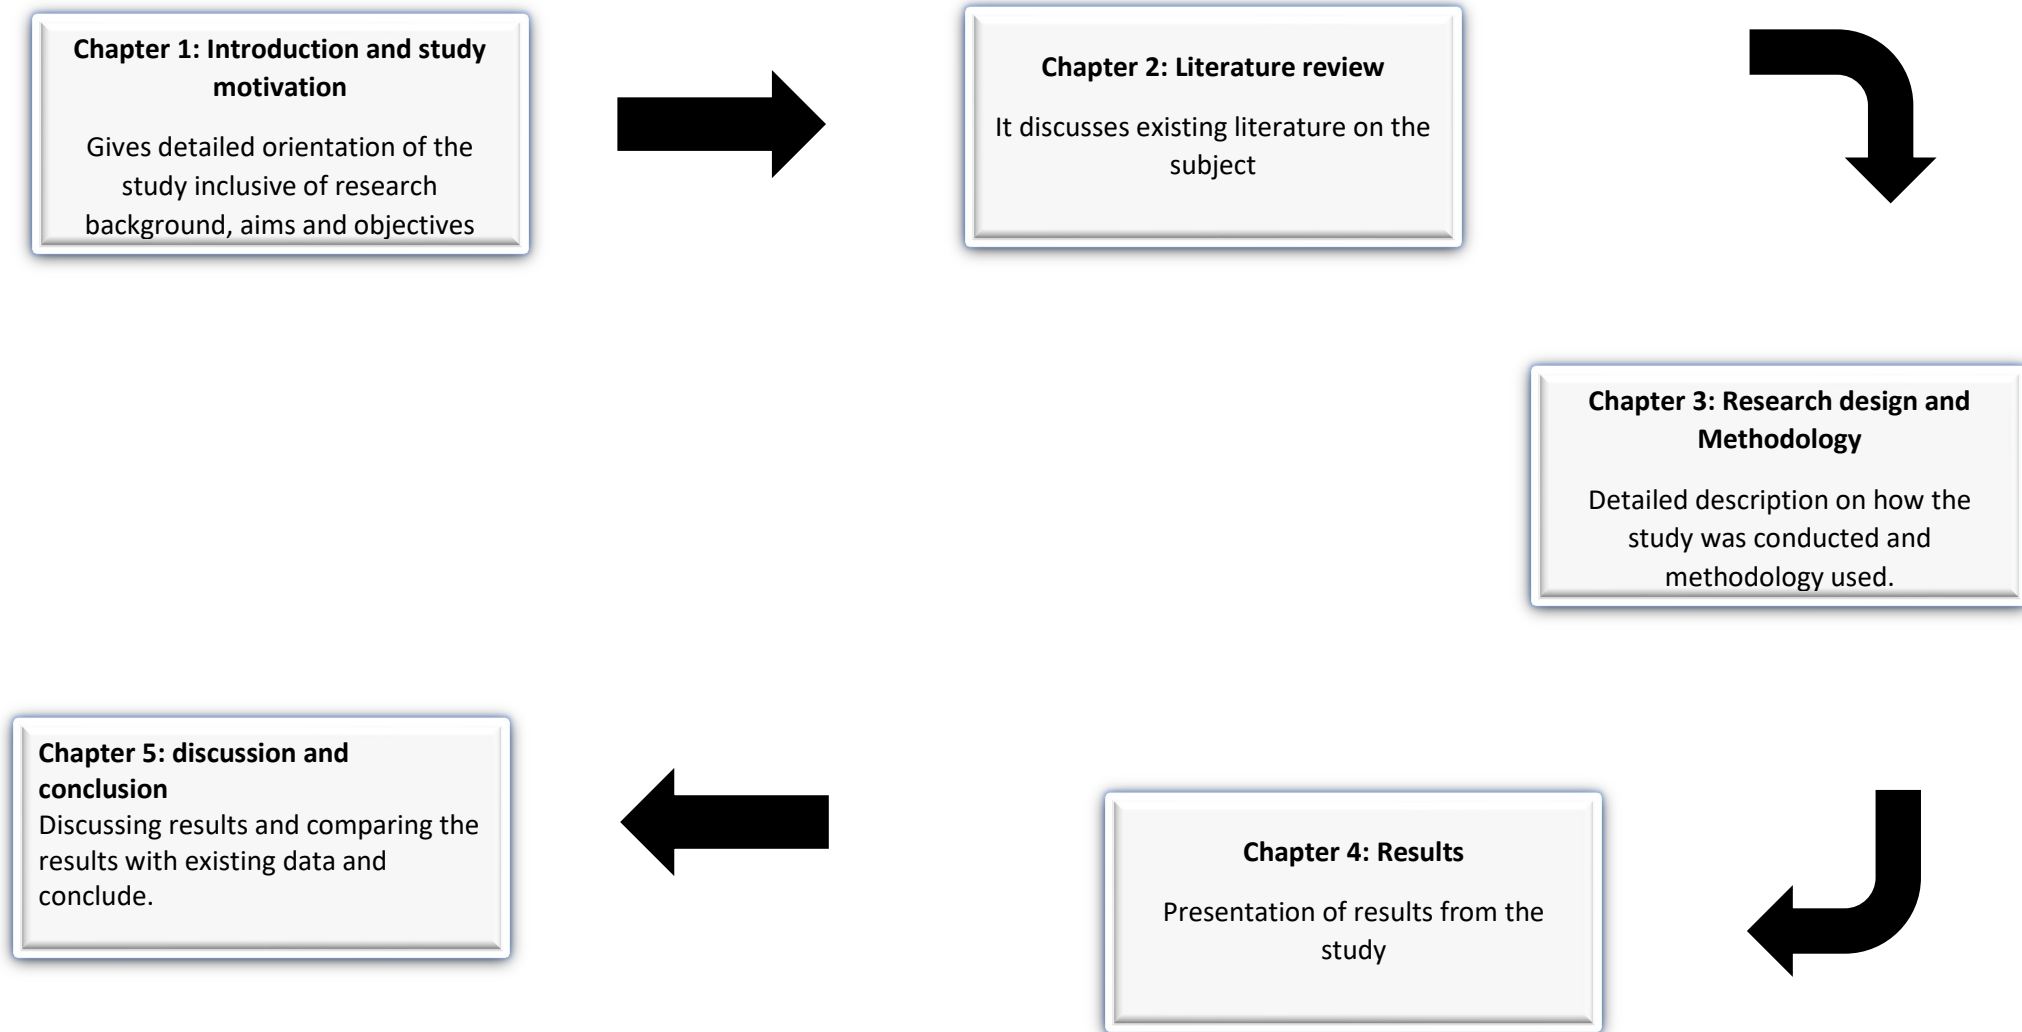 Chapter 1: Introduction and study
motivation
Gives detailed orientation of the
study inclusive of research
background, aims and objectives
Chapter 2: Literature review
It discusses existing literature on the
subject
Chapter 3: Research design and
Methodology
Detailed description on how the
study was conducted and
methodology used.
Chapter 4: Results
Presentation of results from the
study
Chapter 5: discussion and
conclusion
Discussing results and comparing the
results with existing data and
conclude.